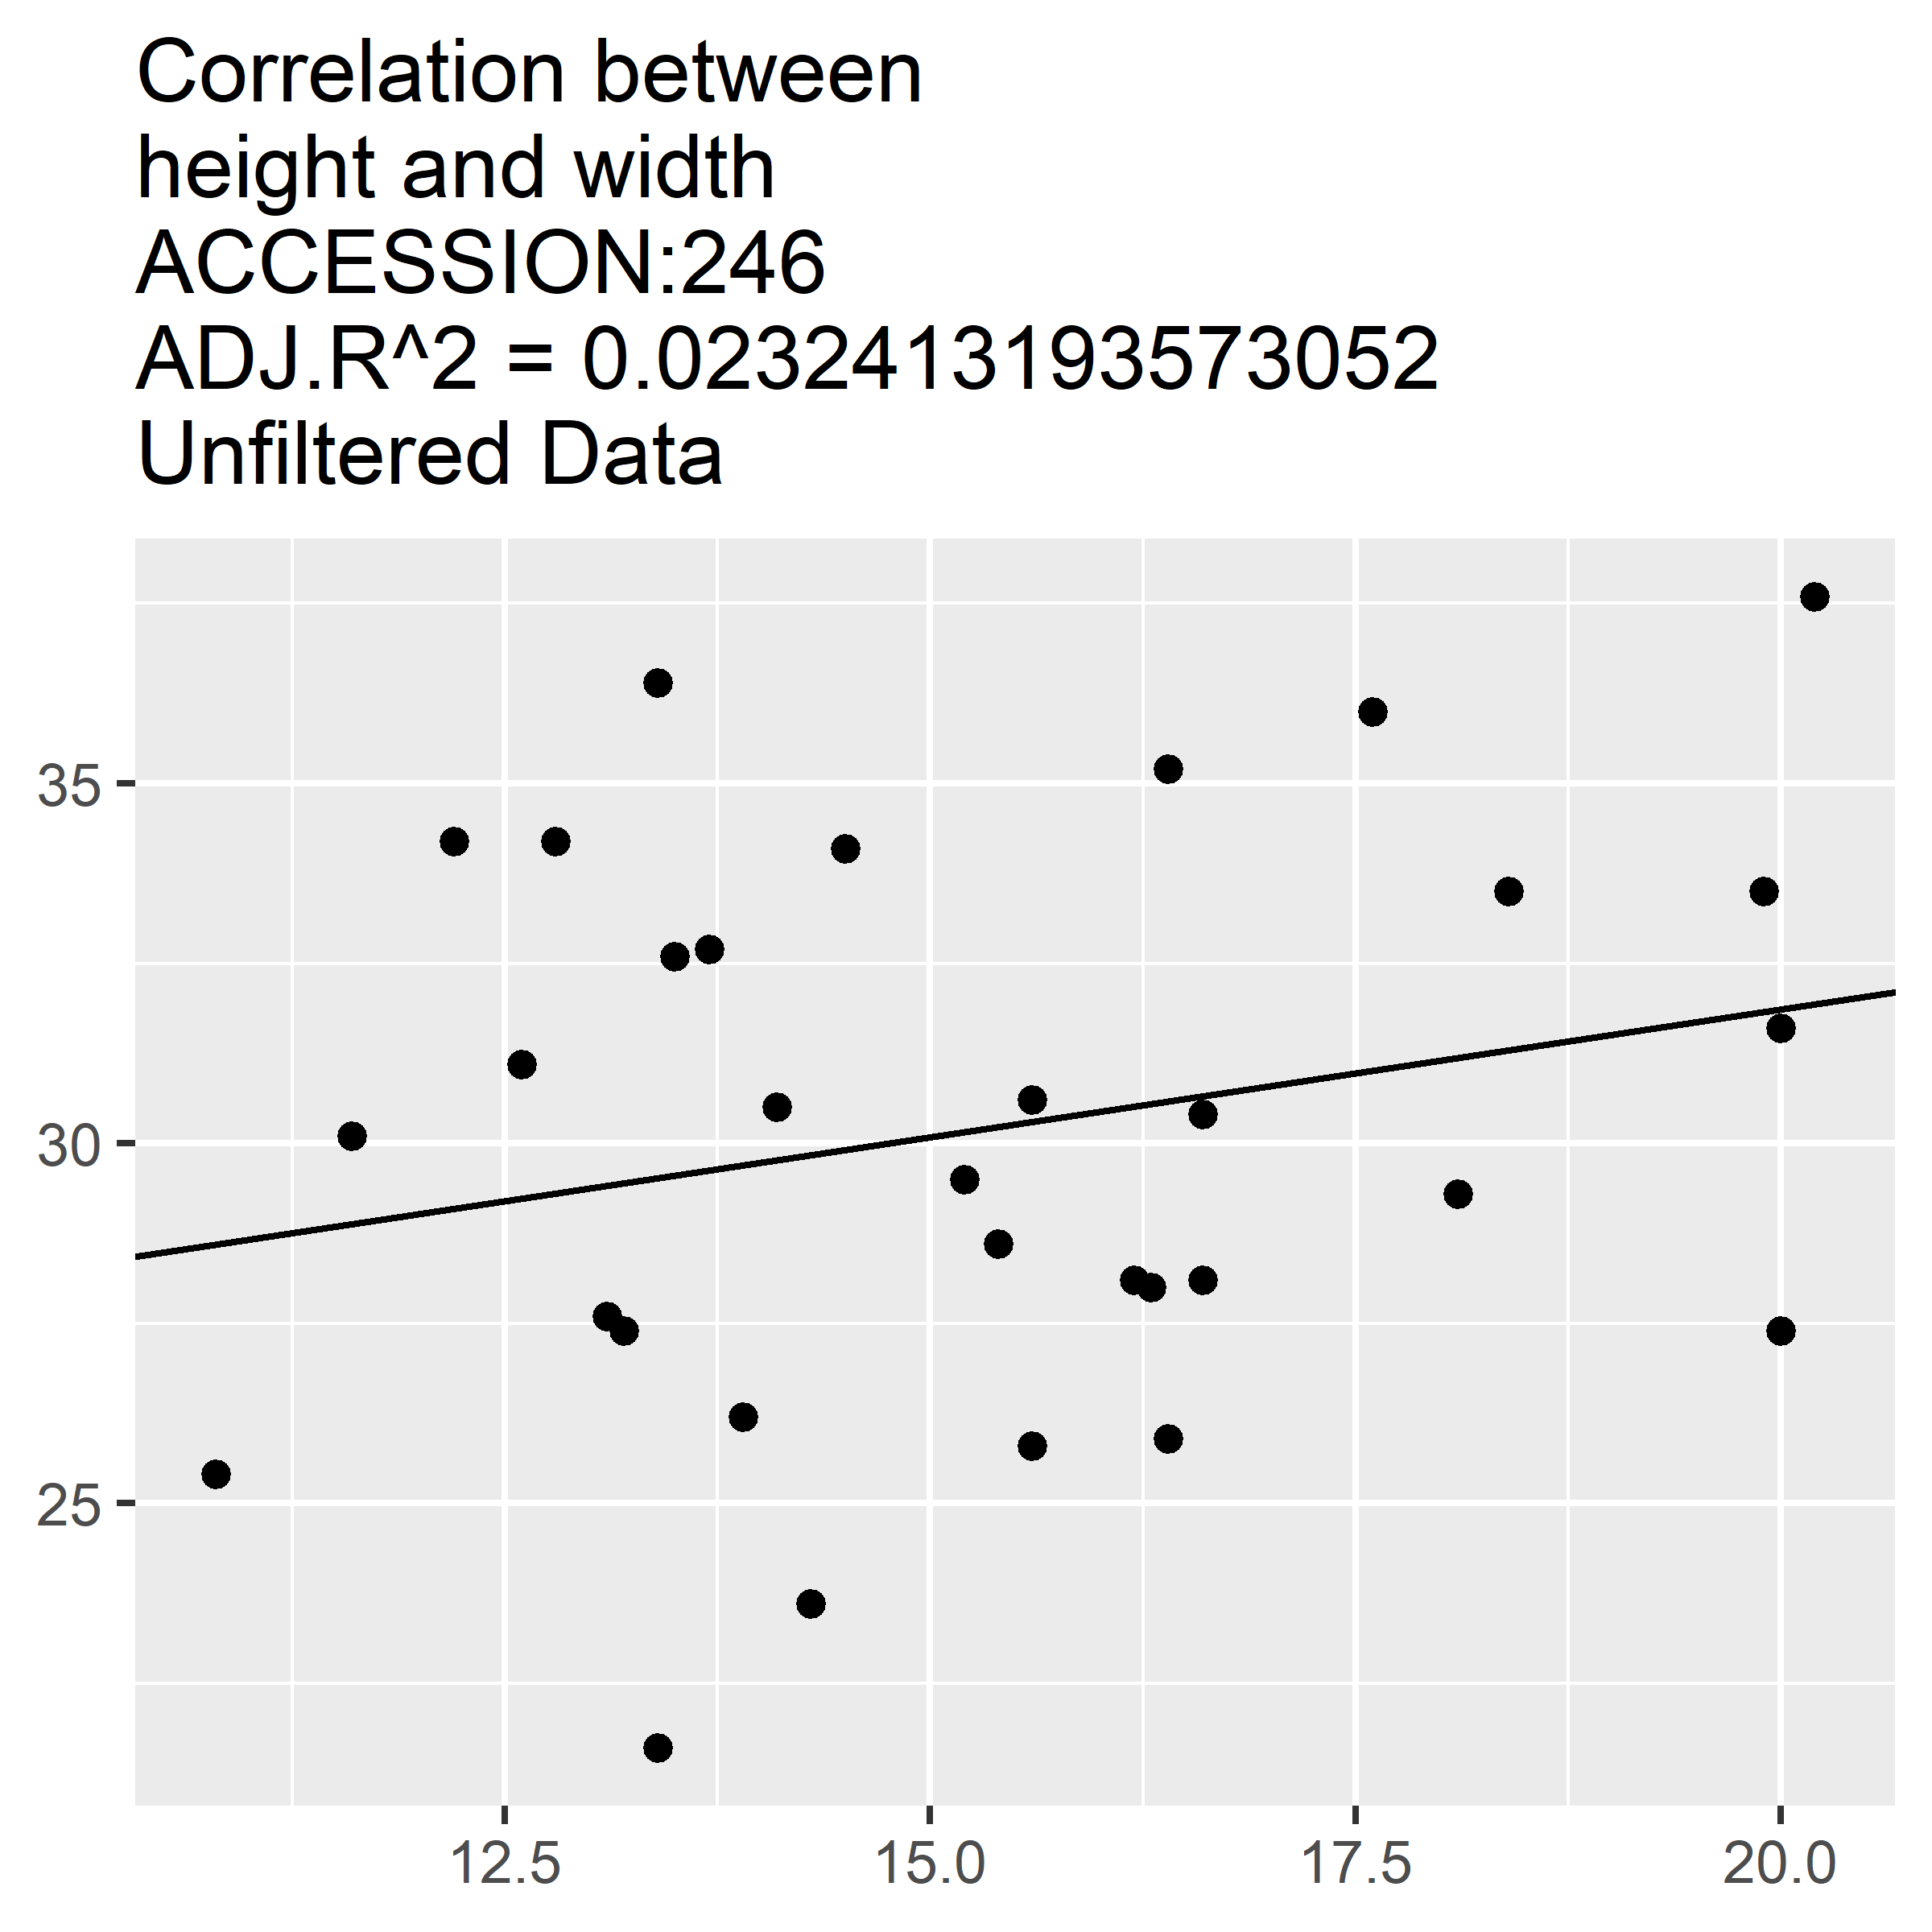 Correlation between
height and width
ACCESSION:246
ADJ.R^2 = 0.0232413193573052
Unfiltered Data
35
30
25
12.5 15.0 17.5 20.0